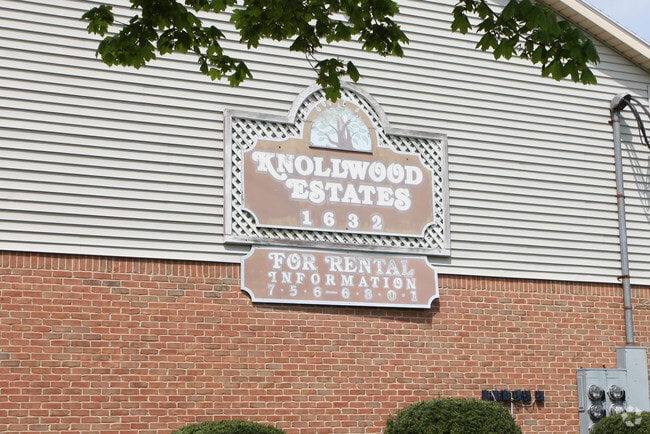 KNOLLWOOD
ESTATES
1632
FOR RENTAL
INFORMATION
756-6801